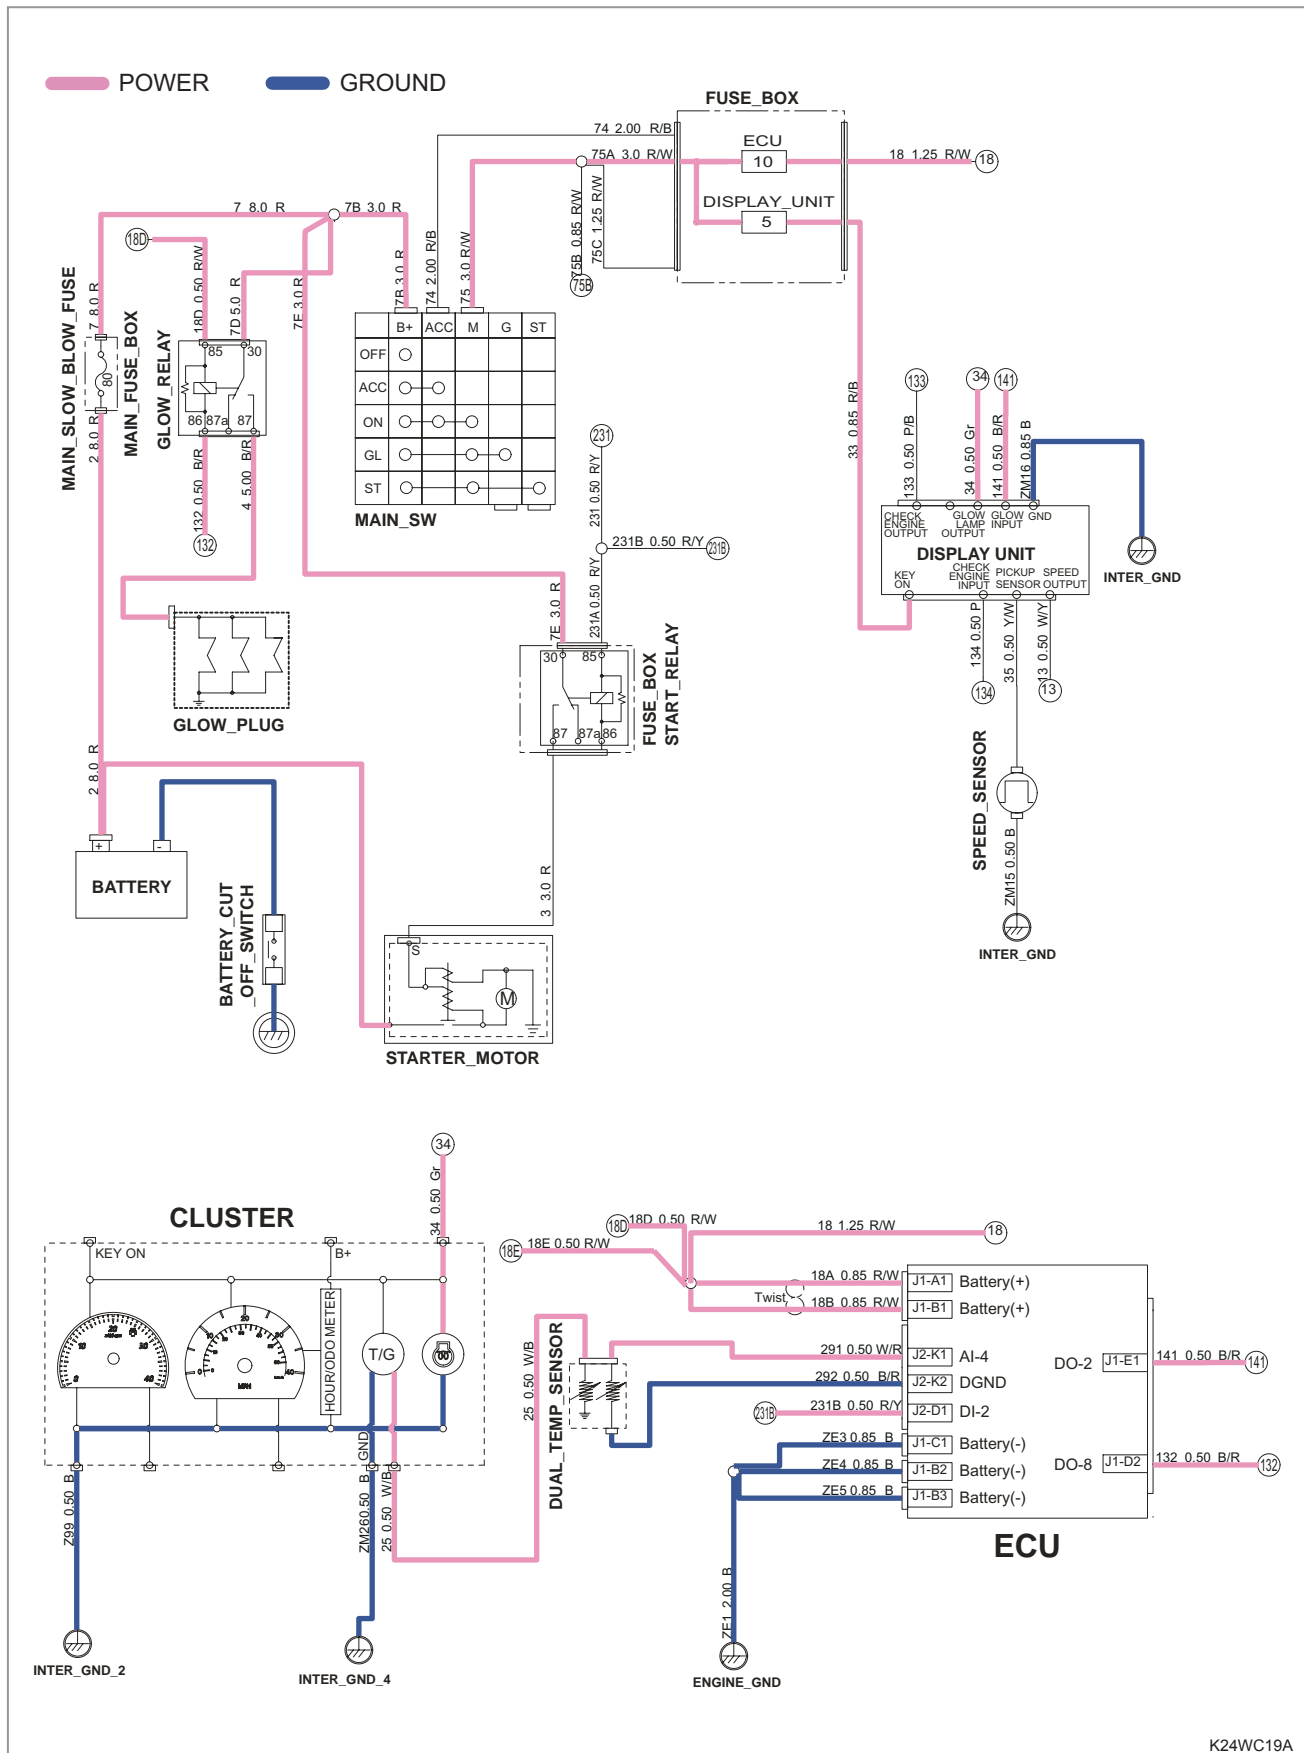 POWER
GROUND
FUSE_BOX
74 2.00 R/B
75A 3.0 R/W
ECU
10
18 1.25 R/W
18
DISPLAY_UNIT
5
75B 0.85 R/W
75C 1.25 R/W
75B
7 8.0 R
7B 3.0 R
18D
18D 0.50 R/W
7D 5.0 R
7E 3.0 R
7B 3.0 R
74 2.00 R/B
75 3.0 R/W
MAIN_SLOW_BLOW_FUSE
7 8.0 R
80
2 8.0 R
MAIN_FUSE_BOX
GLOW_RELAY
85
30
86
87a
87
132 0.50 B/R
4 5.00 B/R
132
B+ ACC M G ST
OFF
ACC
ON
GL
ST
MAIN_SW
231
231 0.50 R/Y
231B 0.50 R/Y
231B
7E 3.0 R
231A 0.50 R/Y
30
85
87
87a
86
FUSE_BOX
START_RELAY
33 0.85 R/B
133
34
141
133 0.50 P/B
34 0.50 Gr
141 0.50 B/R
ZM16 0.85 B
CHECK
ENGINE
OUTPUT
GLOW
LAMP
OUTPUT
GLOW
INPUT
GND
DISPLAY UNIT
KEY
ON
CHECK
ENGINE
INPUT
PICKUP
SENSOR
SPEED
OUTPUT
INTER_GND
134 0.50 P
35 0.50 Y/W
13 0.50 W/Y
134
13
SPEED_SENSOR
ZM15 0.50 B
INTER_GND
GLOW_PLUG
2 8.0 R
+
-
BATTERY
BATTERY_CUT
_OFF_SWITCH
3 3.0 R
S
M
STARTER_MOTOR
34
34 0.50 Gr
CLUSTER
KEY ON
B+
0
10
20
30
40
0
10
20
30
40
MPH
HOUR/ODO METER
T/G
GND
Z99 0.50 B
ZM26 0.50 B
25 0.50 W/B
INTER_GND_2
INTER_GND_4
25 0.50 W/B
DUAL_TEMP_SENSOR
18D
18D 0.50 R/W
18E
18E 0.50 R/W
18 1.25 R/W
18
Twist
18A 0.85 R/W
J1-A1
Battery(+)
18B 0.85 R/W
J1-B1
Battery(+)
291 0.50 W/R
J2-K1
AI-4
292 0.50 B/R
J2-K2
DGND
231B
231B 0.50 R/Y
J2-D1
DI-2
ZE3 0.85 B
J1-C1
Battery(-)
ZE4 0.85 B
J1-B2
Battery(-)
ZE5 0.85 B
J1-B3
Battery(-)
DO-2
J1-E1
141 0.50 B/R
141
DO-8
J1-D2
132 0.50 B/R
132
ECU
ZE1 2.00 B
ENGINE_GND
K24WC19A